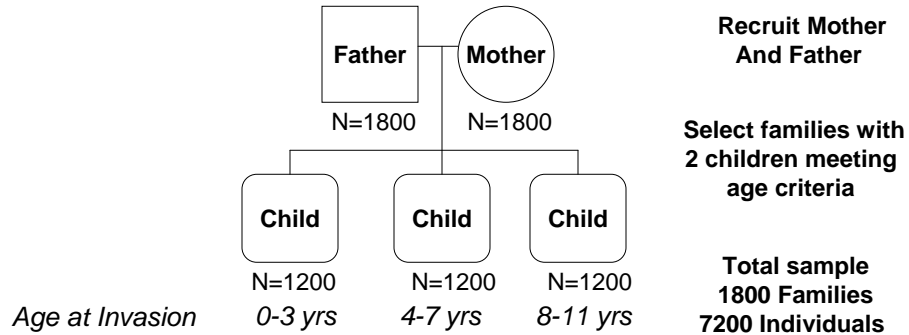 Father
Mother
Recruit Mother
And Father
N=1800
N=1800
Select families with
2 children meeting
age criteria
Child
Child
Child
N=1200
N=1200
N=1200
Total sample
1800 Families
7200 Individuals
Age at Invasion
0-3 yrs
4-7 yrs
8-11 yrs